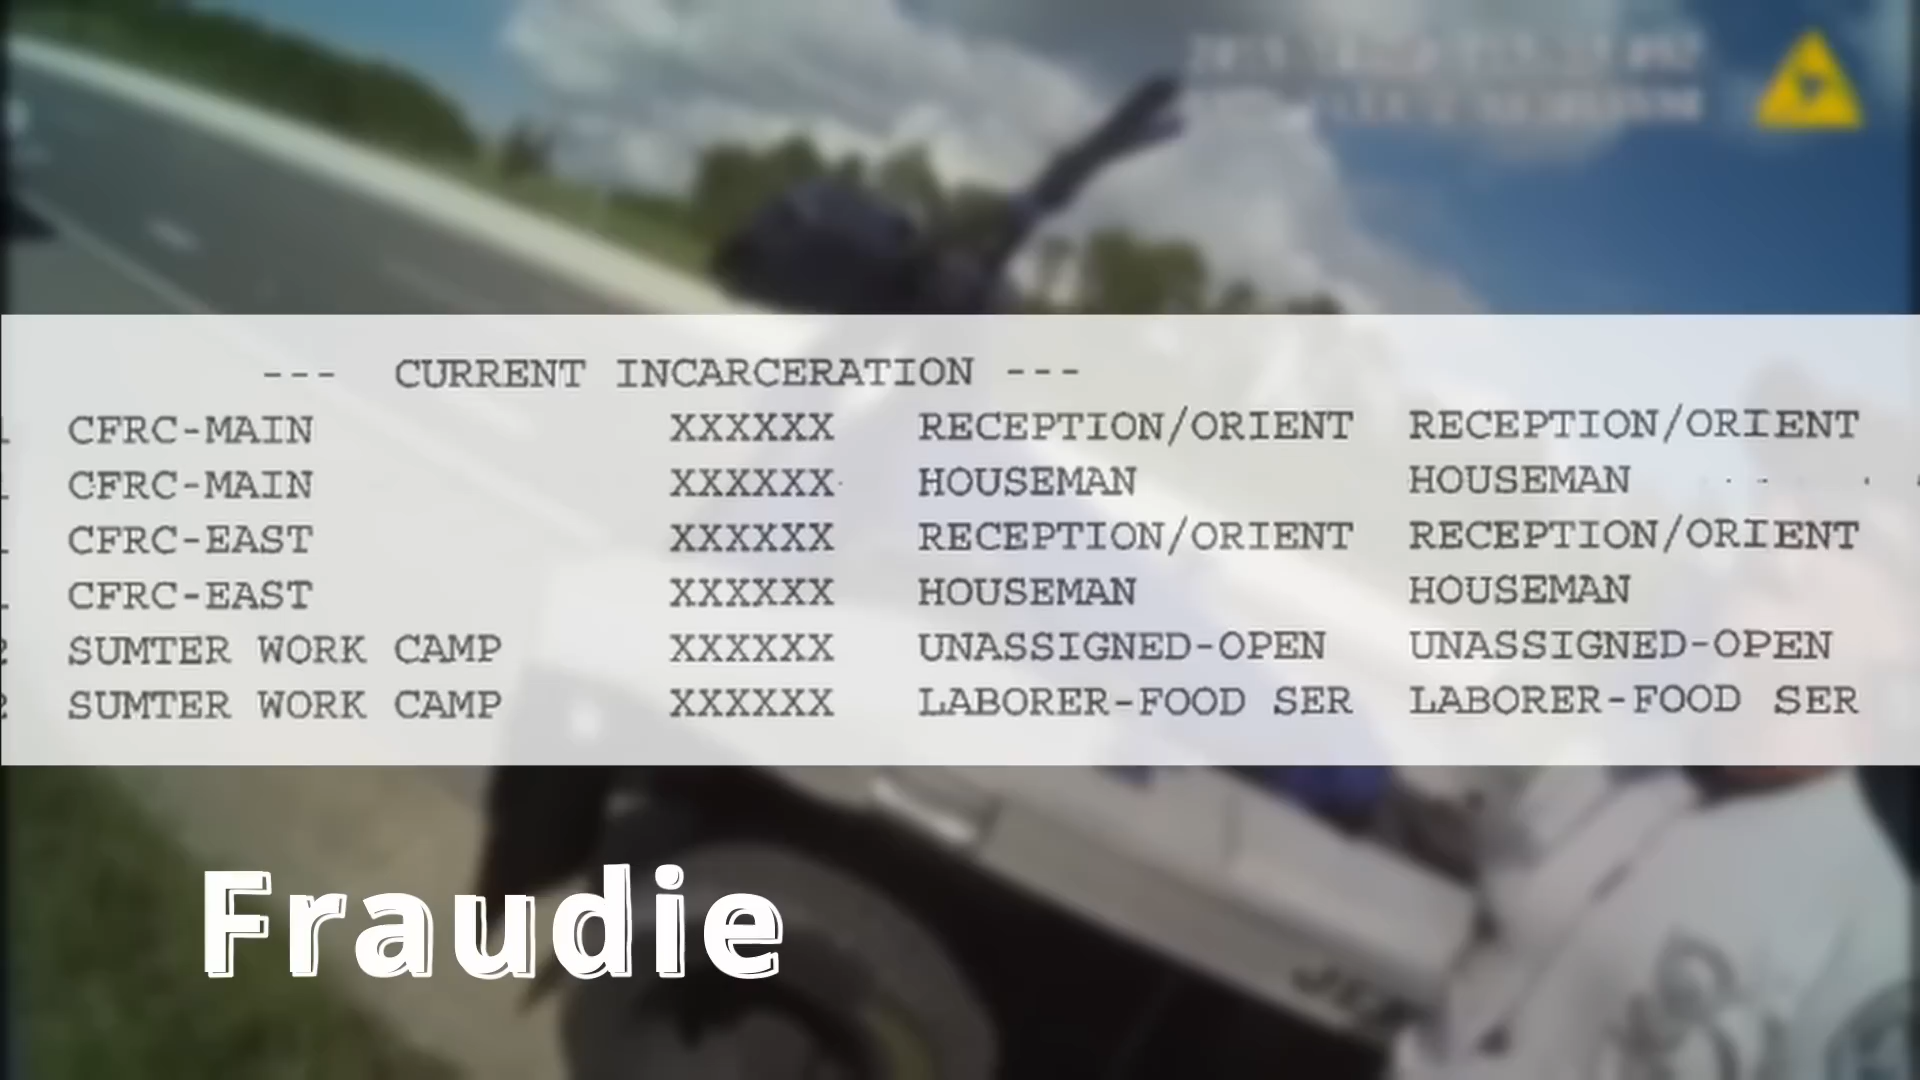 --- CURRENT INCARCERATION ---
CFRC-MAIN XXXXXX RECEPTION/ORIENT RECEPTION/ORIENT
CFRC-MAIN XXXXXX HOUSEMAN HOUSEMAN
CFRC-EAST XXXXXX RECEPTION/ORIENT RECEPTION/ORIENT
CFRC-EAST XXXXXX HOUSEMAN HOUSEMAN
SUMTER WORK CAMP XXXXXX UNASSIGNED-OPEN UNASSIGNED-OPEN
SUMTER WORK CAMP XXXXXX LABORER-FOOD SER LABORER-FOOD SER
Fraudie